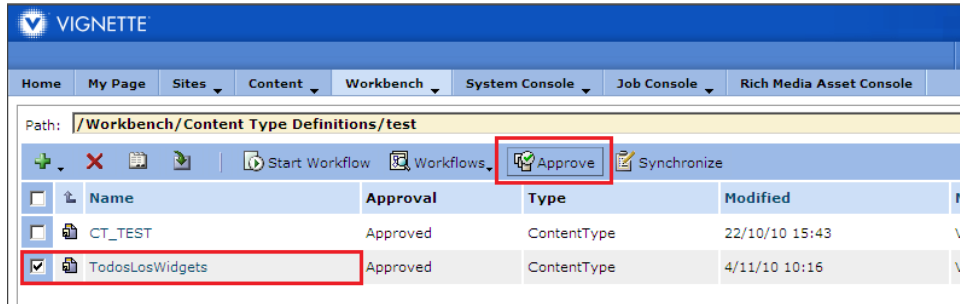 VIGNETTE
Home My Page Sites Content Workbench System Console Job Console Rich Media Asset Console
Path: /Workbench/Content Type Definitions/test
Start Workflow Workflows Approve Synchronize
Name Approval Type Modified
CT_TEST Approved ContentType 22/10/10 15:43
TodosLosWidgets Approved ContentType 4/11/10 10:16